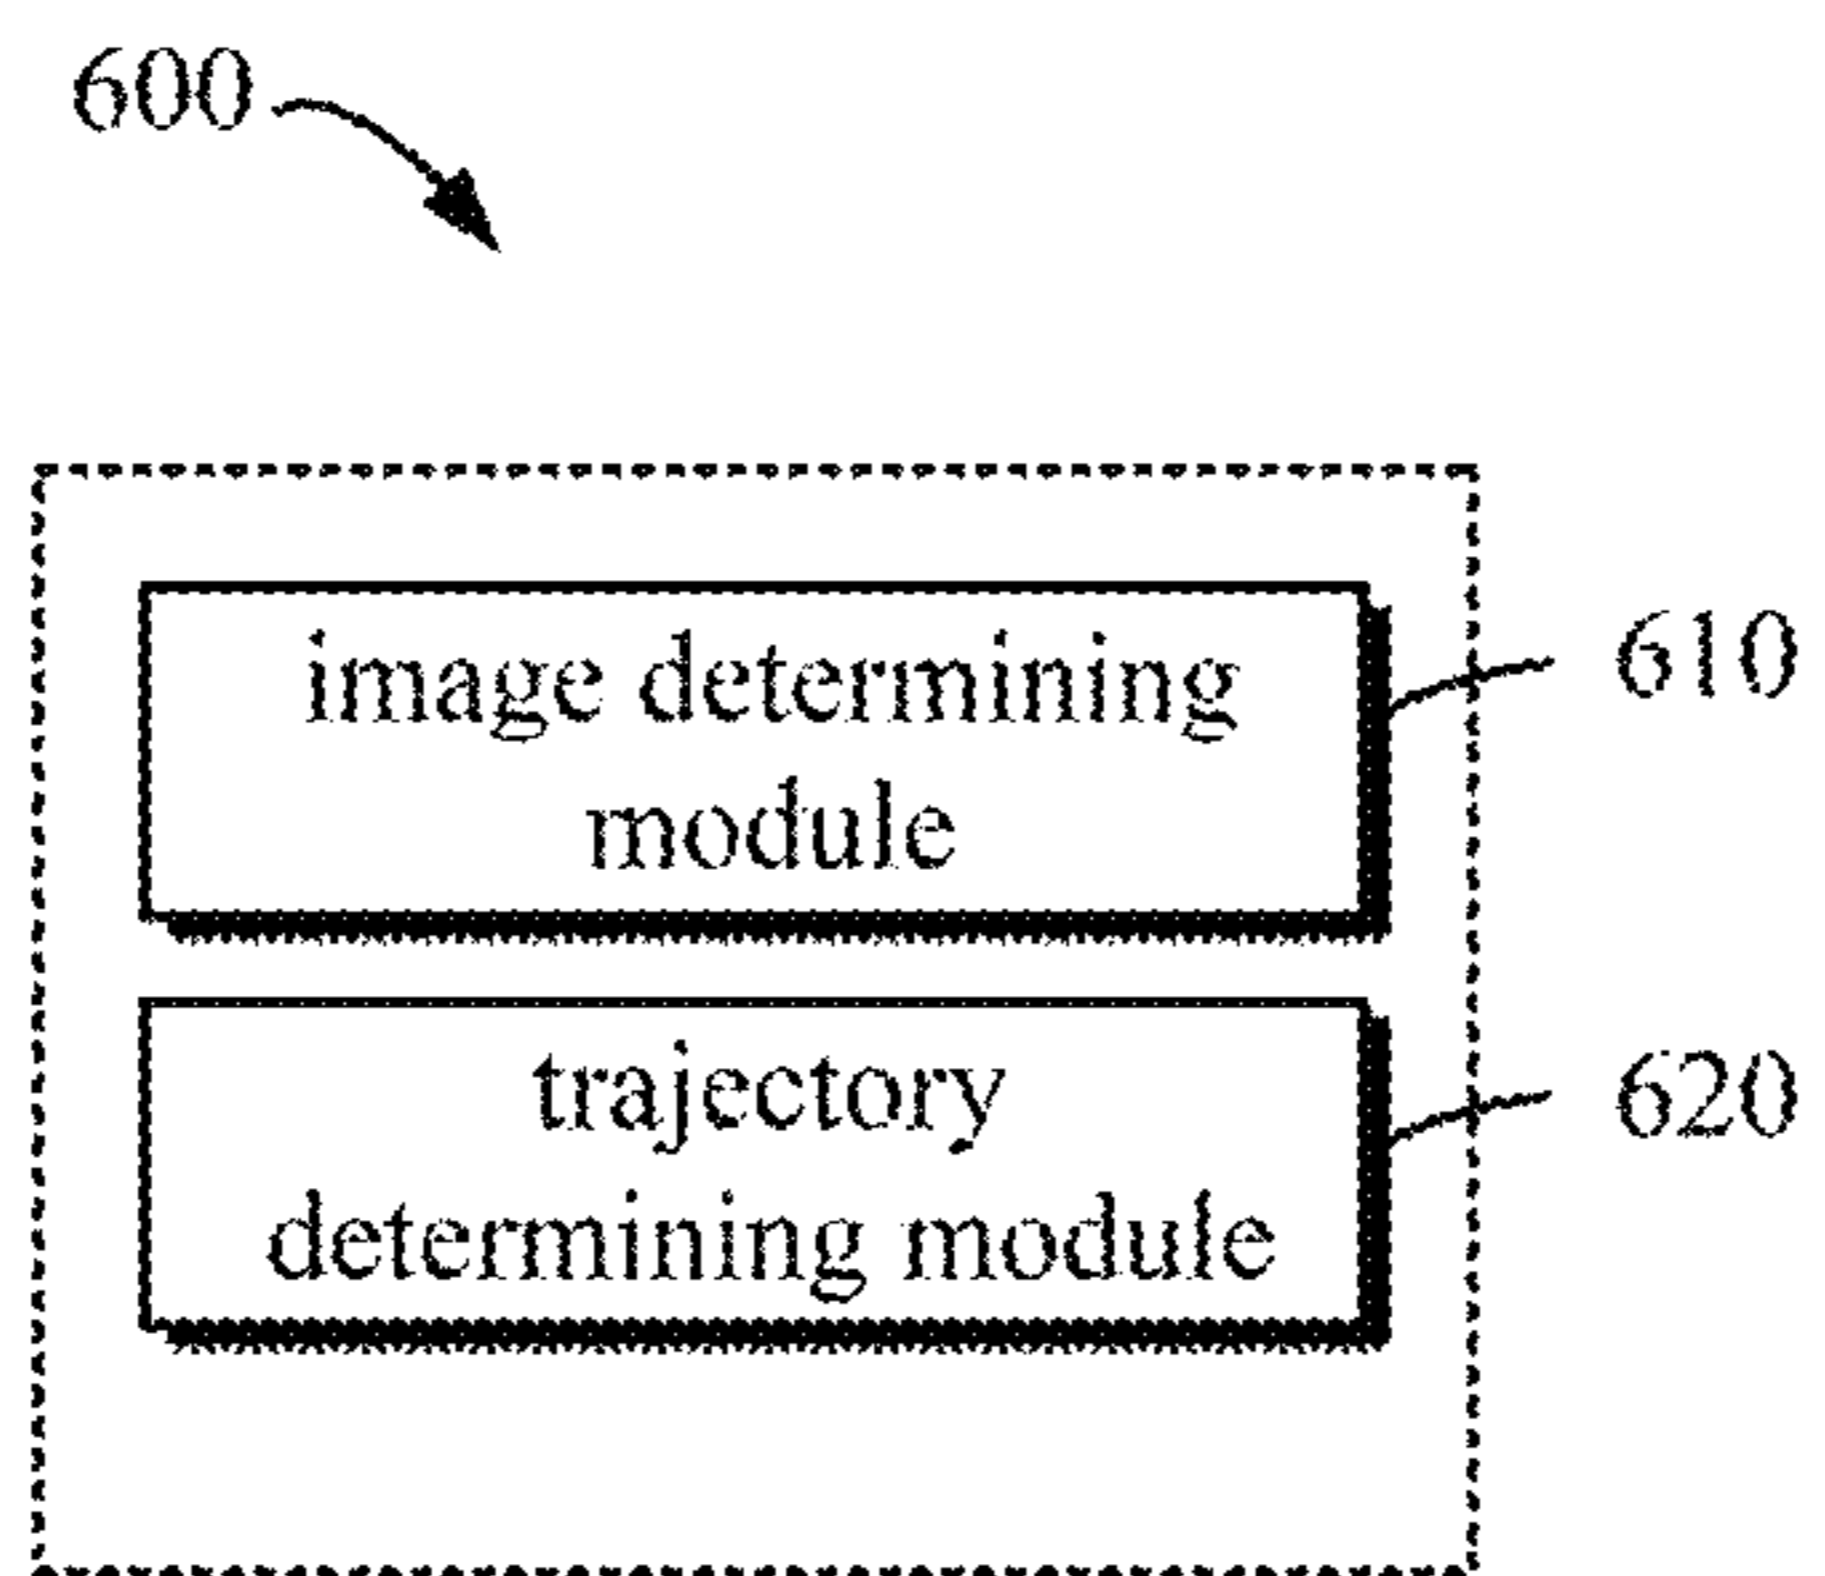 600
image determining
module
610
trajectory
determining module
620